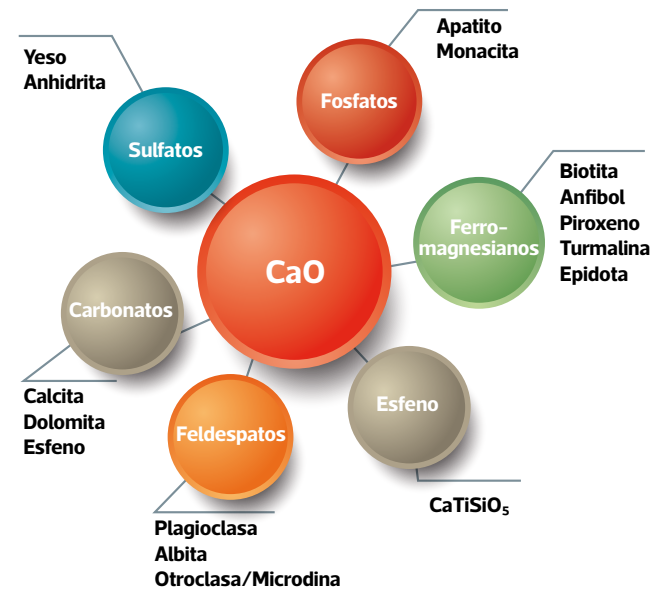 Yeso
Anhidrita
Sulfatos
Apatito
Monacita
Fosfatos
Biotita
Anfibol
Piroxeno
Turmalina
Epidota
Ferro-
magnesianos
CaO
Carbonatos
Calcita
Dolomita
Esfeno
Feldespatos
Plagioclasa
Albita
Otroclasa/Microdina
Esfeno
CaTiSiO₅